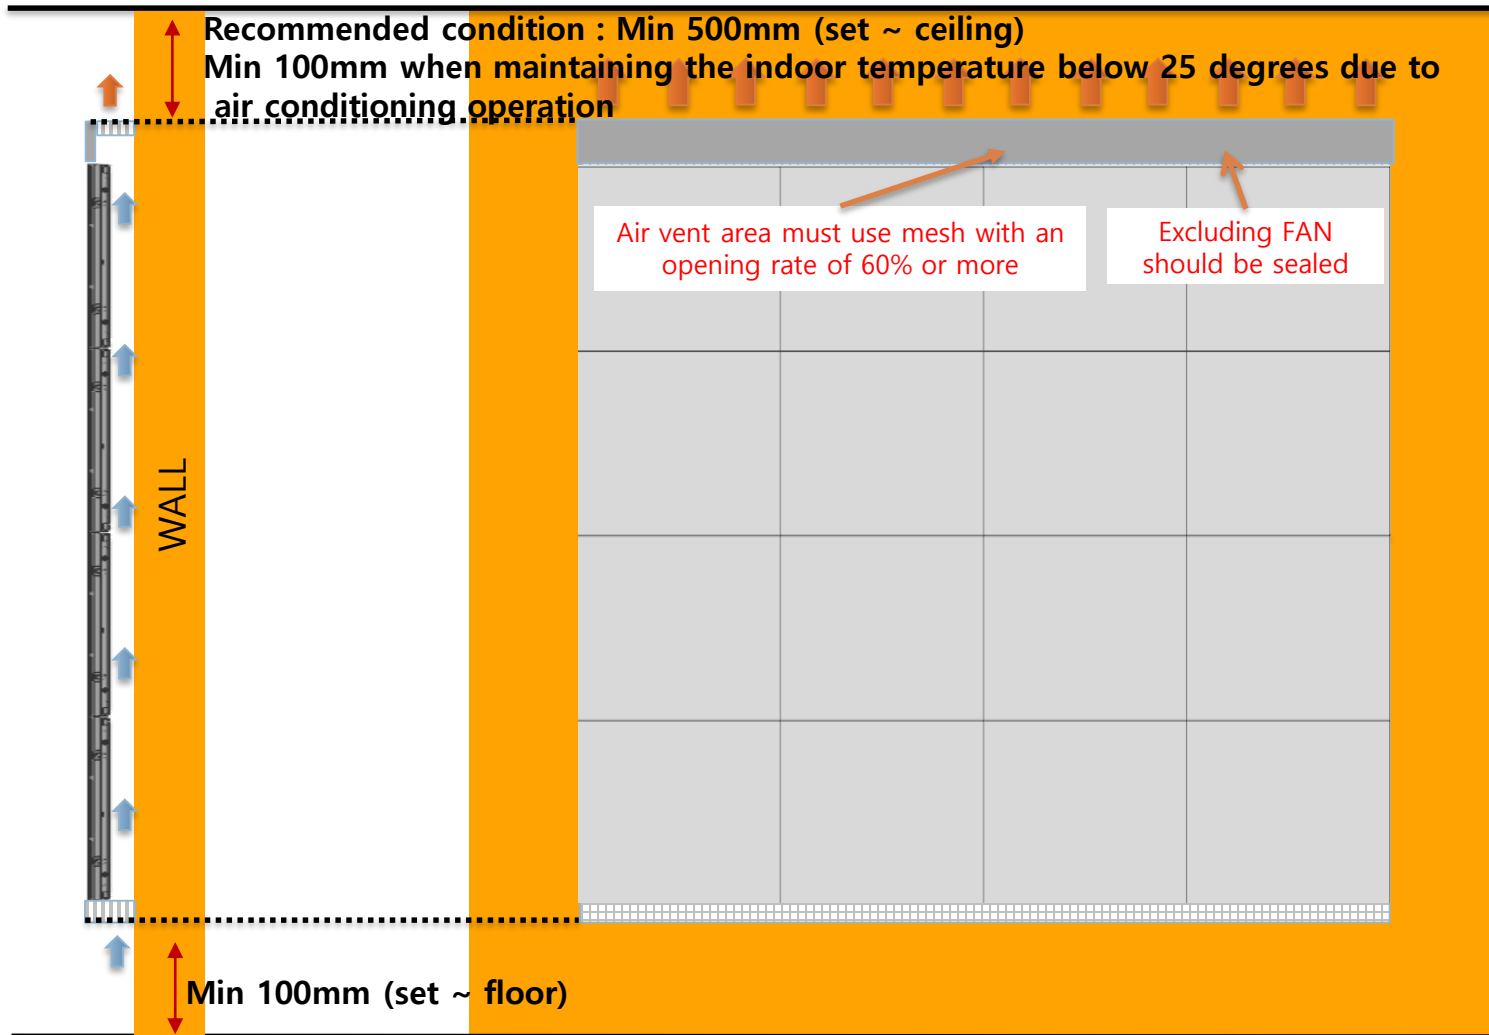 Recommended condition : Min 500mm (set ~ ceiling)
Min 100mm when maintaining the indoor temperature below 25 degrees due to
air conditioning operation
Air vent area must use mesh with an
opening rate of 60% or more
Excluding FAN
should be sealed
WALL
Min 100mm (set ~ floor)